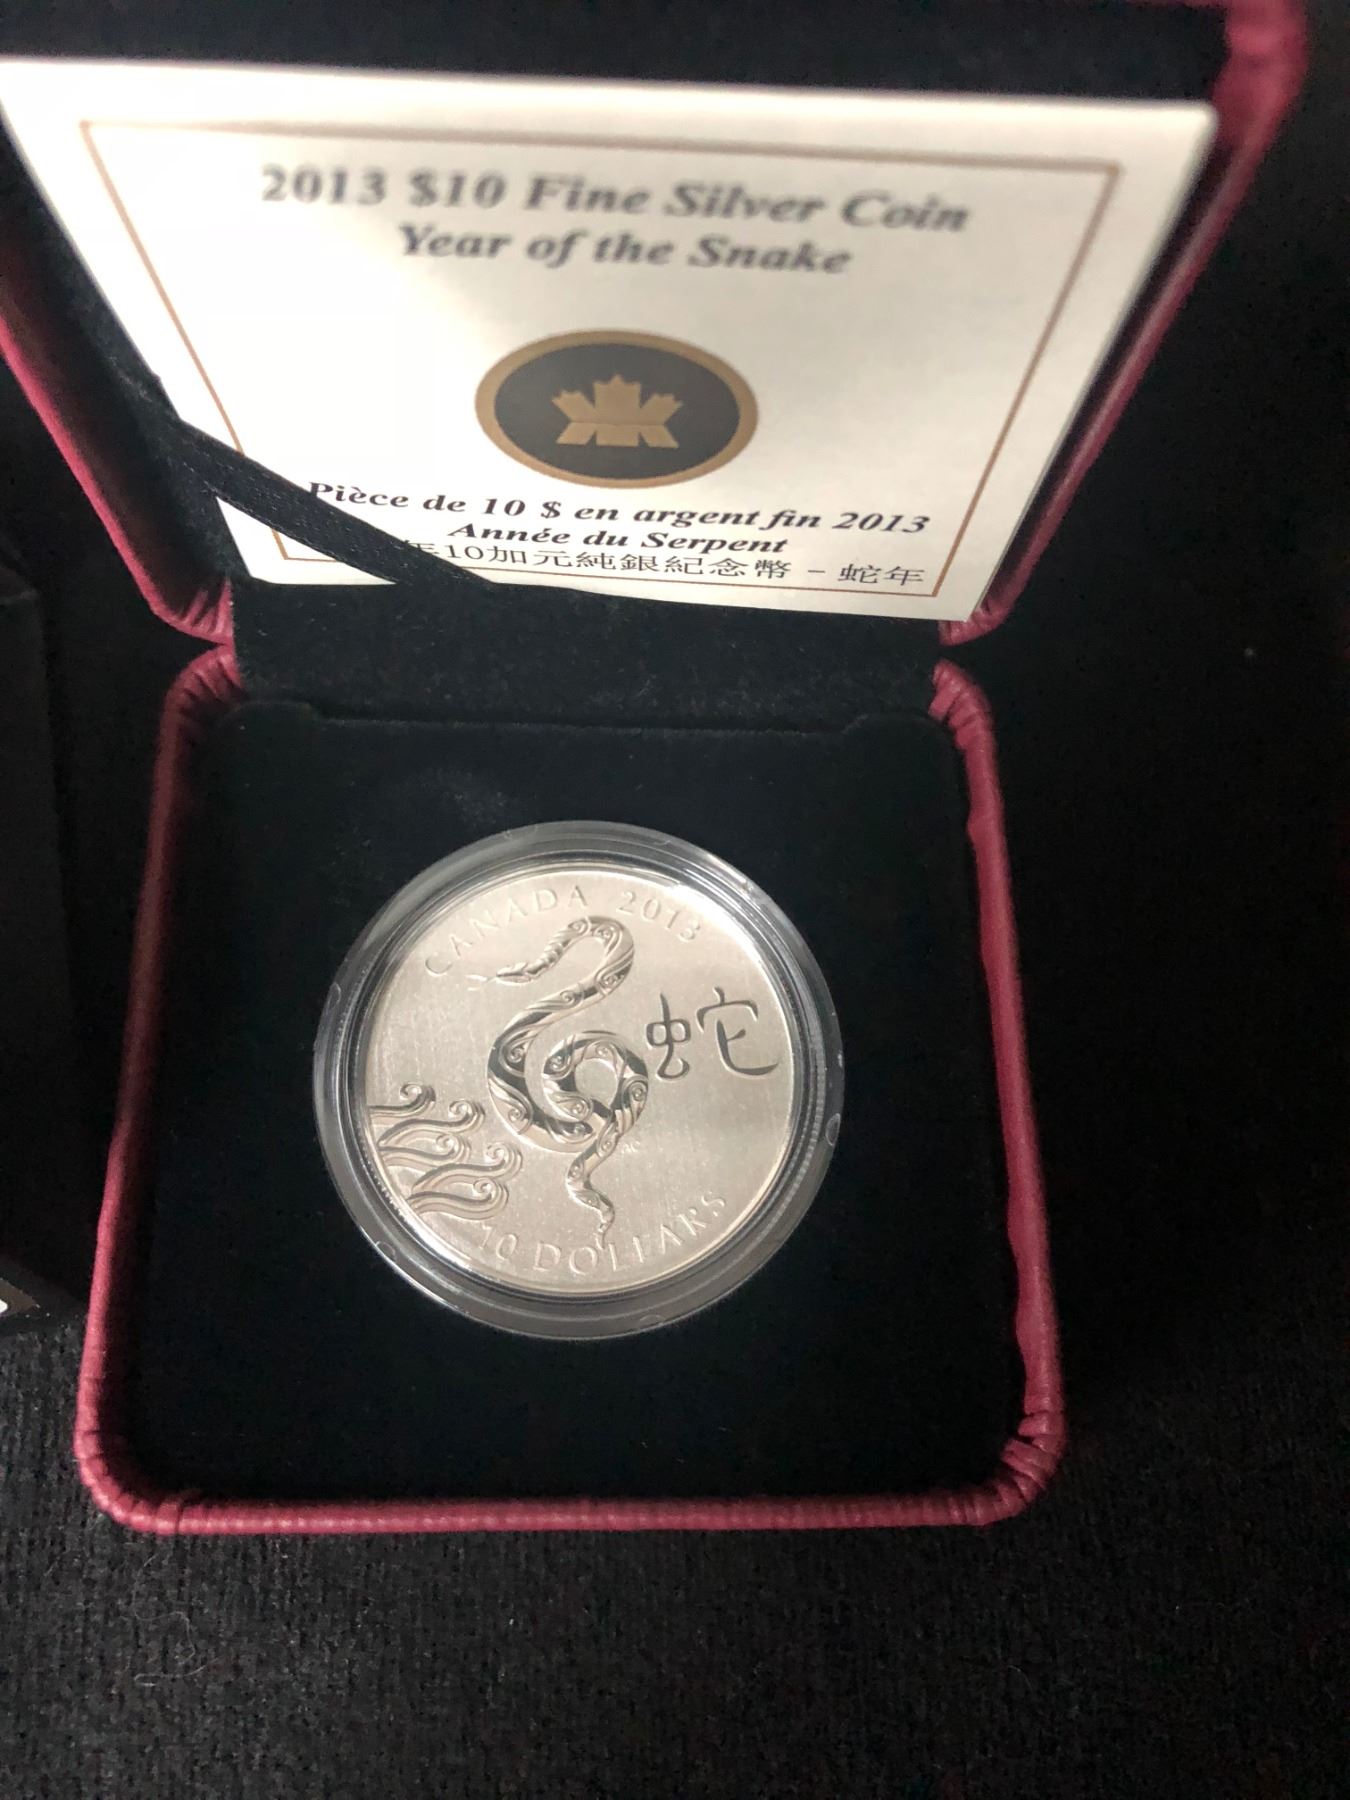 2013 $10 Fine Silver Coin
Year of the Snake
Pièce de 10 $ en argent fin 2013
Année du Serpent
年10加元純銀紀念幣 - 蛇年
CANADA 2013
蛇
10 DOLLARS